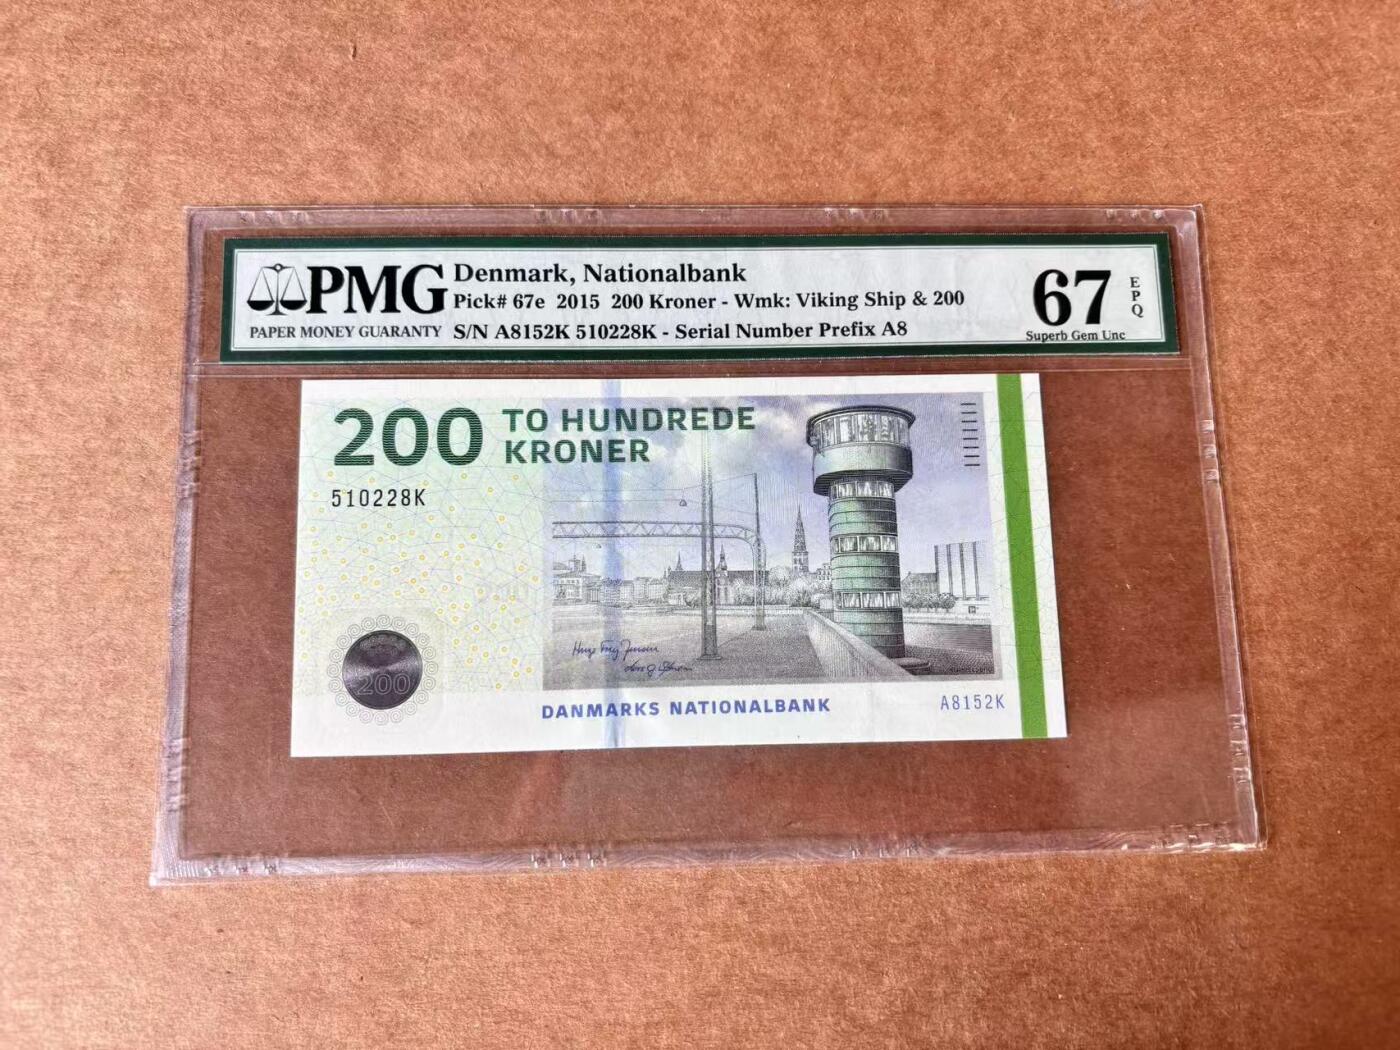 PMG
PAPER MONEY GUARANTY
Denmark, Nationalbank
Pick# 67e 2015 200 Kroner - Wmk: Viking Ship & 200
S/N A8152K 510228K - Serial Number Prefix A8
67
EPQ
Superb Gem Unc
200 TO HUNDREDE
KRONER
510228K
200
DANMARKS NATIONALBANK
A8152K